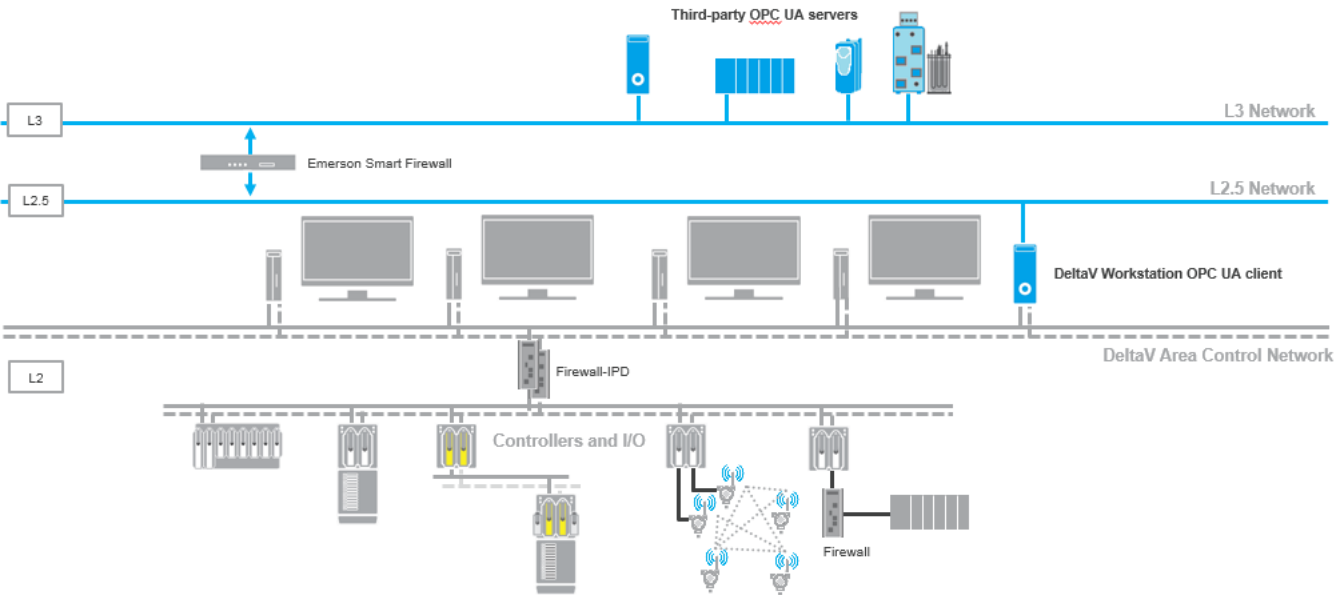 Third-party OPC UA servers
L3
L3 Network
Emerson Smart Firewall
L2.5
L2.5 Network
DeltaV Workstation OPC UA client
DeltaV Area Control Network
L2
Firewall-IPD
Controllers and I/O
Firewall